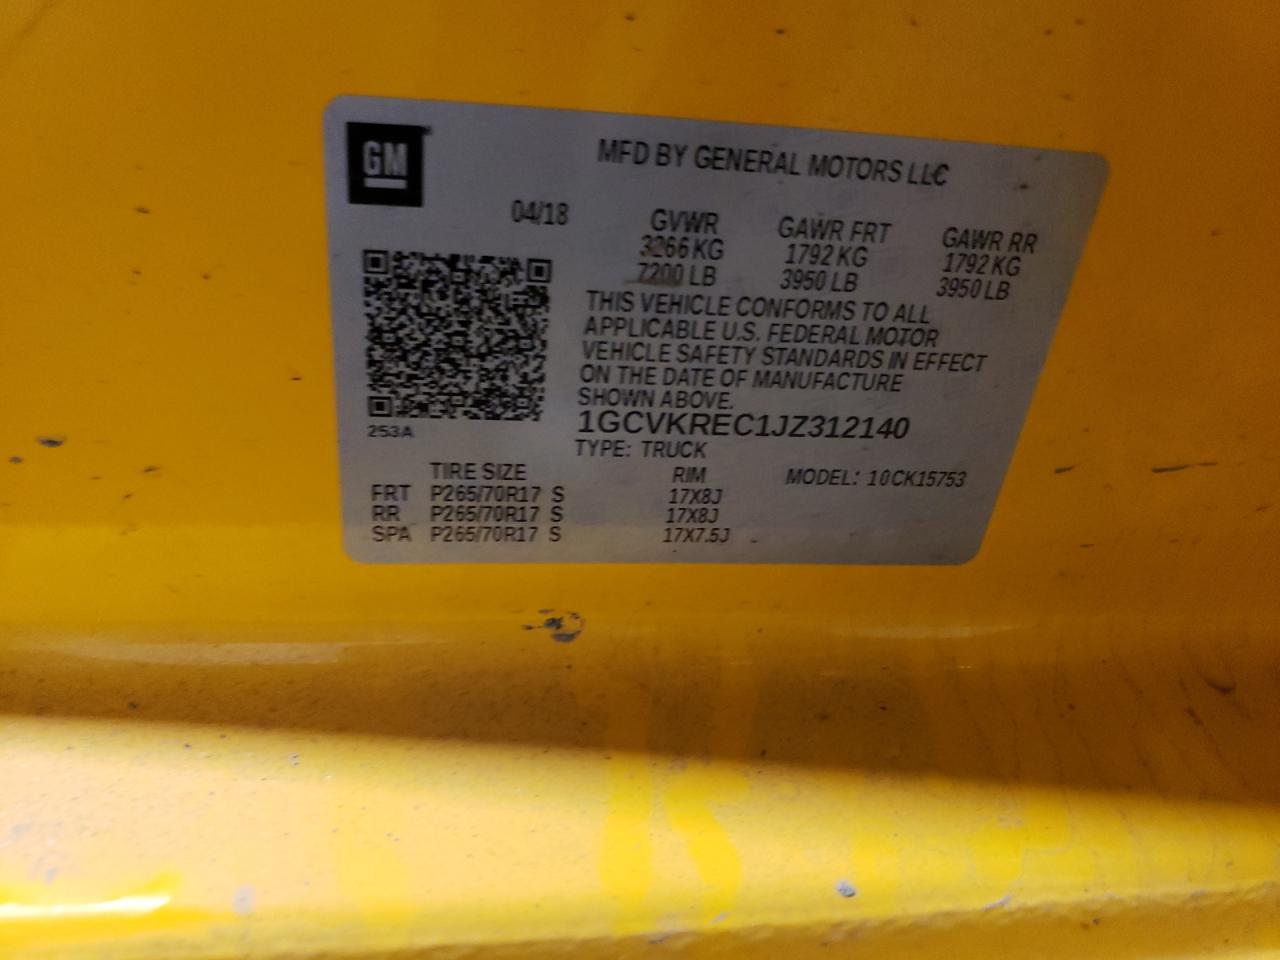 GM
MFD BY GENERAL MOTORS LLC
04/18
GVWR GAWR FRT GAWR RR
3266 KG 1792 KG 1792 KG
7200 LB 3950 LB 3950 LB
THIS VEHICLE CONFORMS TO ALL
APPLICABLE U.S. FEDERAL MOTOR
VEHICLE SAFETY STANDARDS IN EFFECT
ON THE DATE OF MANUFACTURE
SHOWN ABOVE.
1GCVKREC1JZ312140
253A
TYPE: TRUCK
TIRE SIZE RIM MODEL: 10CK15753
FRT P265/70R17 S 17X8J
RR P265/70R17 S 17X8J
SPA P265/70R17 S 17X7.5J